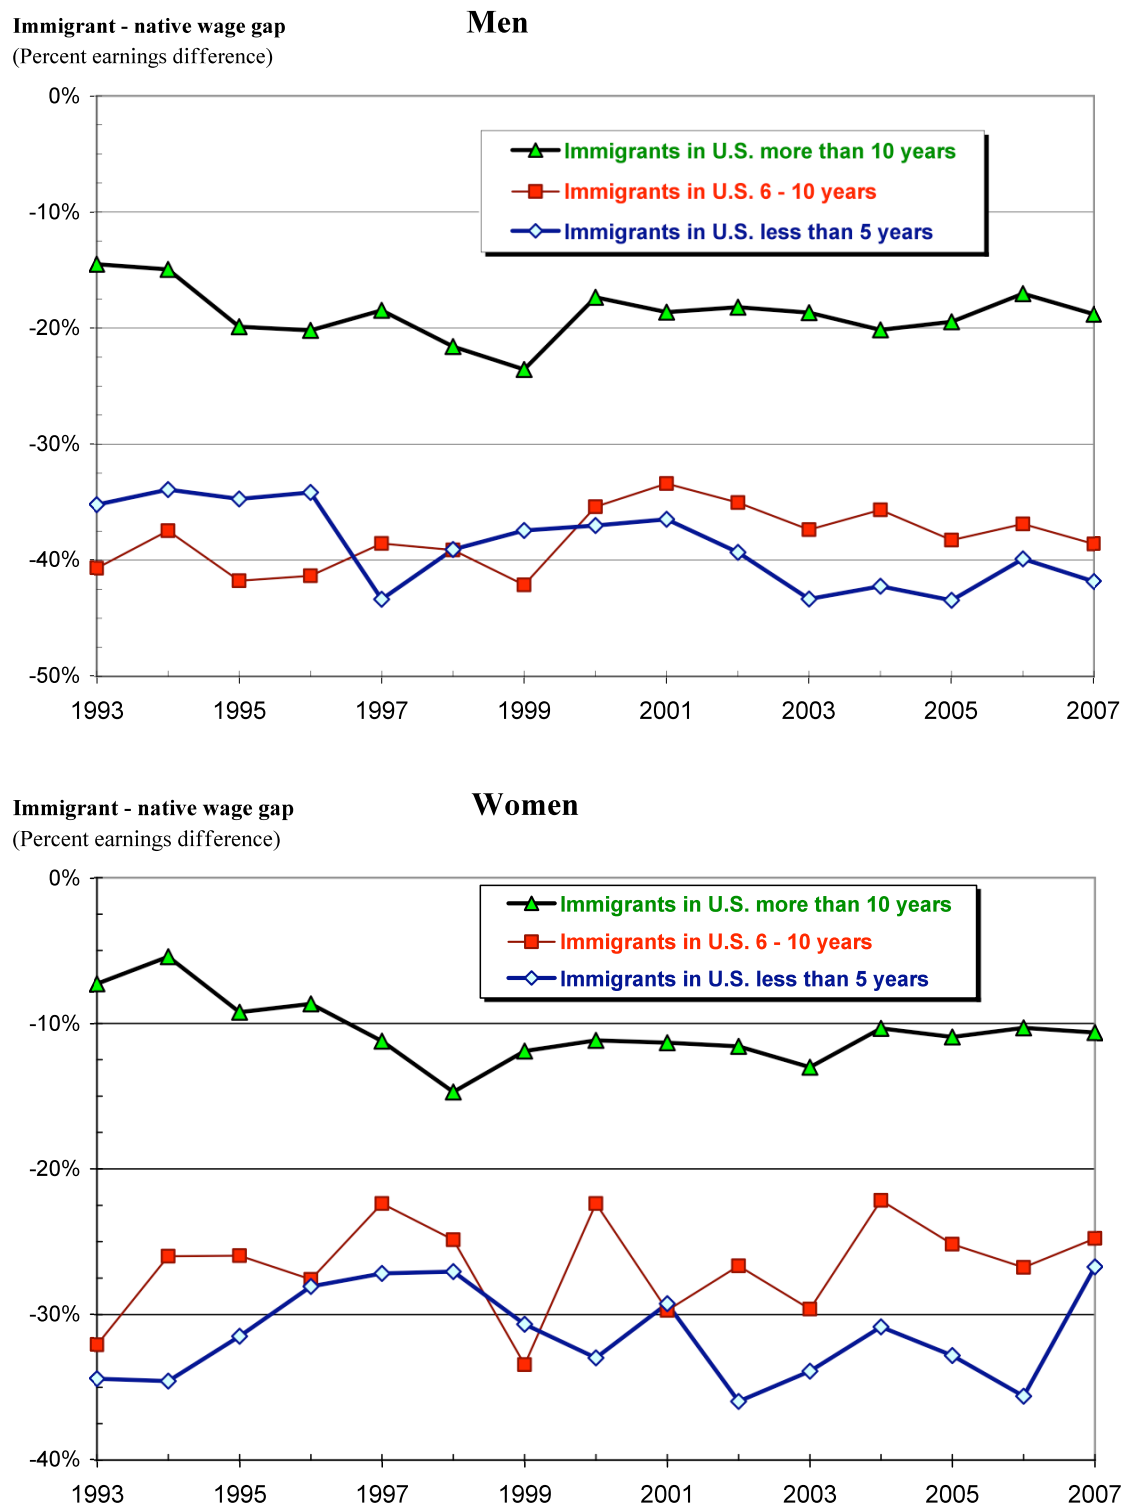 Men
Immigrant - native wage gap
(Percent earnings difference)
0%
Immigrants in U.S. more than 10 years
Immigrants in U.S. 6 - 10 years
-10%
Immigrants in U.S. less than 5 years
-20%
-30%
-40%
-50%
1993 1995 1997 1999 2001 2003 2005 2007
Women
Immigrant - native wage gap
(Percent earnings difference)
0%
Immigrants in U.S. more than 10 years
Immigrants in U.S. 6 - 10 years
Immigrants in U.S. less than 5 years
-10%
-20%
-30%
-40%
1993 1995 1997 1999 2001 2003 2005 2007